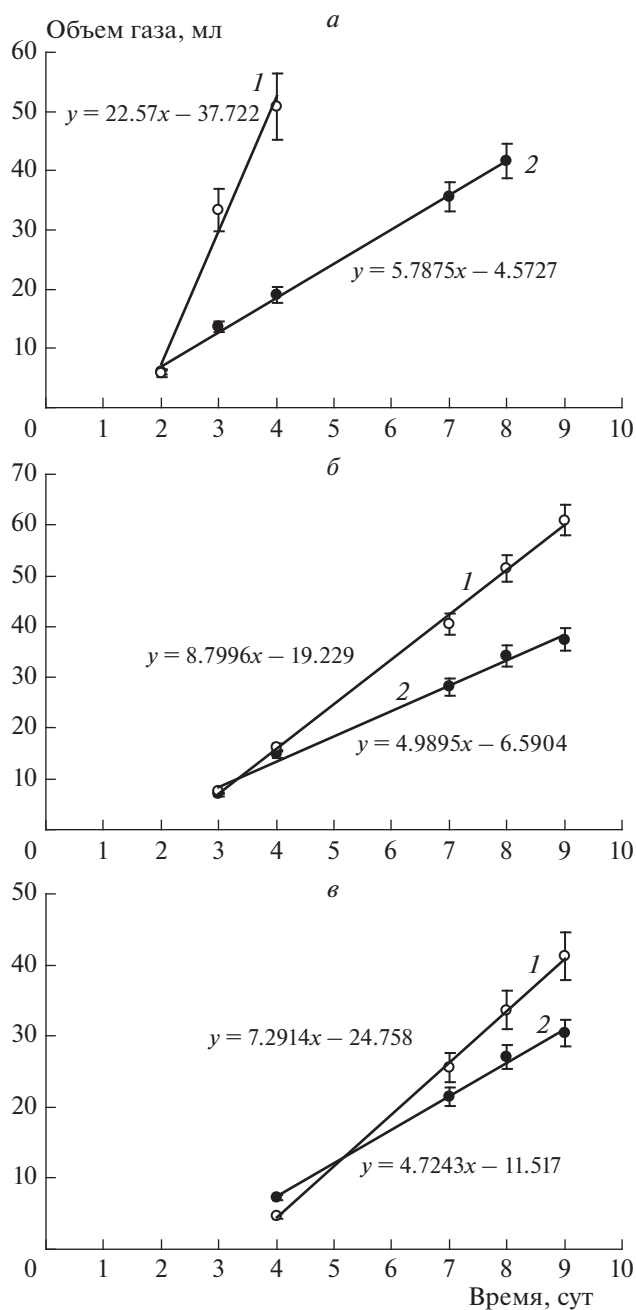 Объем газа, мл
а
60
50
40
30
20
10
0 1 2 3 4 5 6 7 8 9 10
1
y = 22.57x – 37.722
2
y = 5.7875x – 4.5727
б
70
60
50
40
30
20
10
0 1 2 3 4 5 6 7 8 9 10
1
y = 8.7996x – 19.229
2
y = 4.9895x – 6.5904
в
50
40
30
20
10
0 1 2 3 4 5 6 7 8 9 10
1
2
y = 7.2914x – 24.758
y = 4.7243x – 11.517
Время, сут